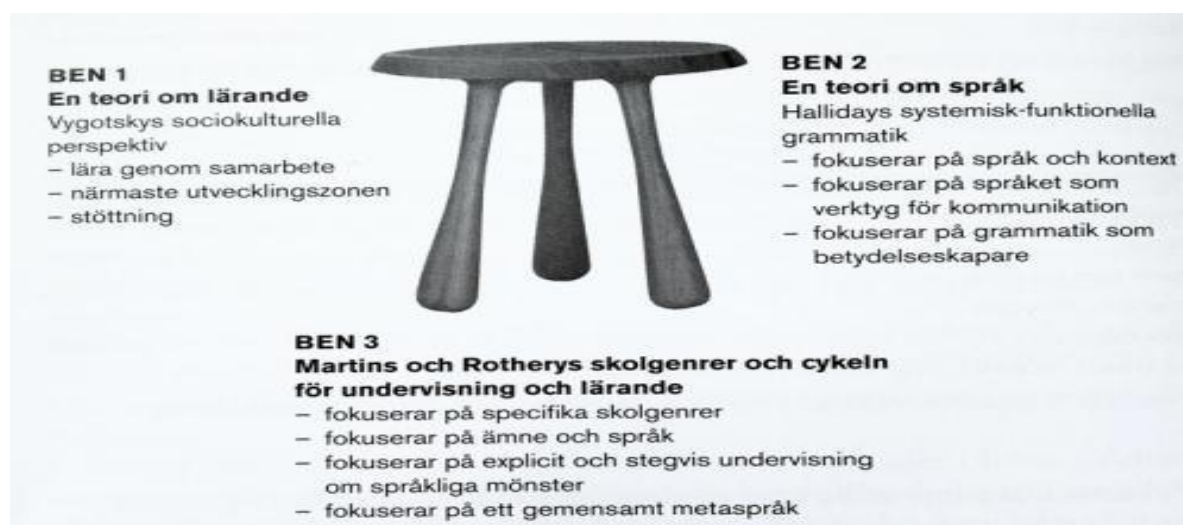 BEN 1
En teori om lärande
Vygotskys sociokulturella
perspektiv
– lära genom samarbete
– närmaste utvecklingszonen
– stöttning
BEN 2
En teori om språk
Hallidays systemisk-funktionella
grammatik
– fokuserar på språk och kontext
– fokuserar på språket som
verktyg för kommunikation
– fokuserar på grammatik som
betydelseskapare
BEN 3
Martins och Rotherys skolgenrer och cykeln
för undervisning och lärande
– fokuserar på specifika skolgenrer
– fokuserar på ämne och språk
– fokuserar på explicit och stegvis undervisning
om språkliga mönster
– fokuserar på ett gemensamt metaspråk